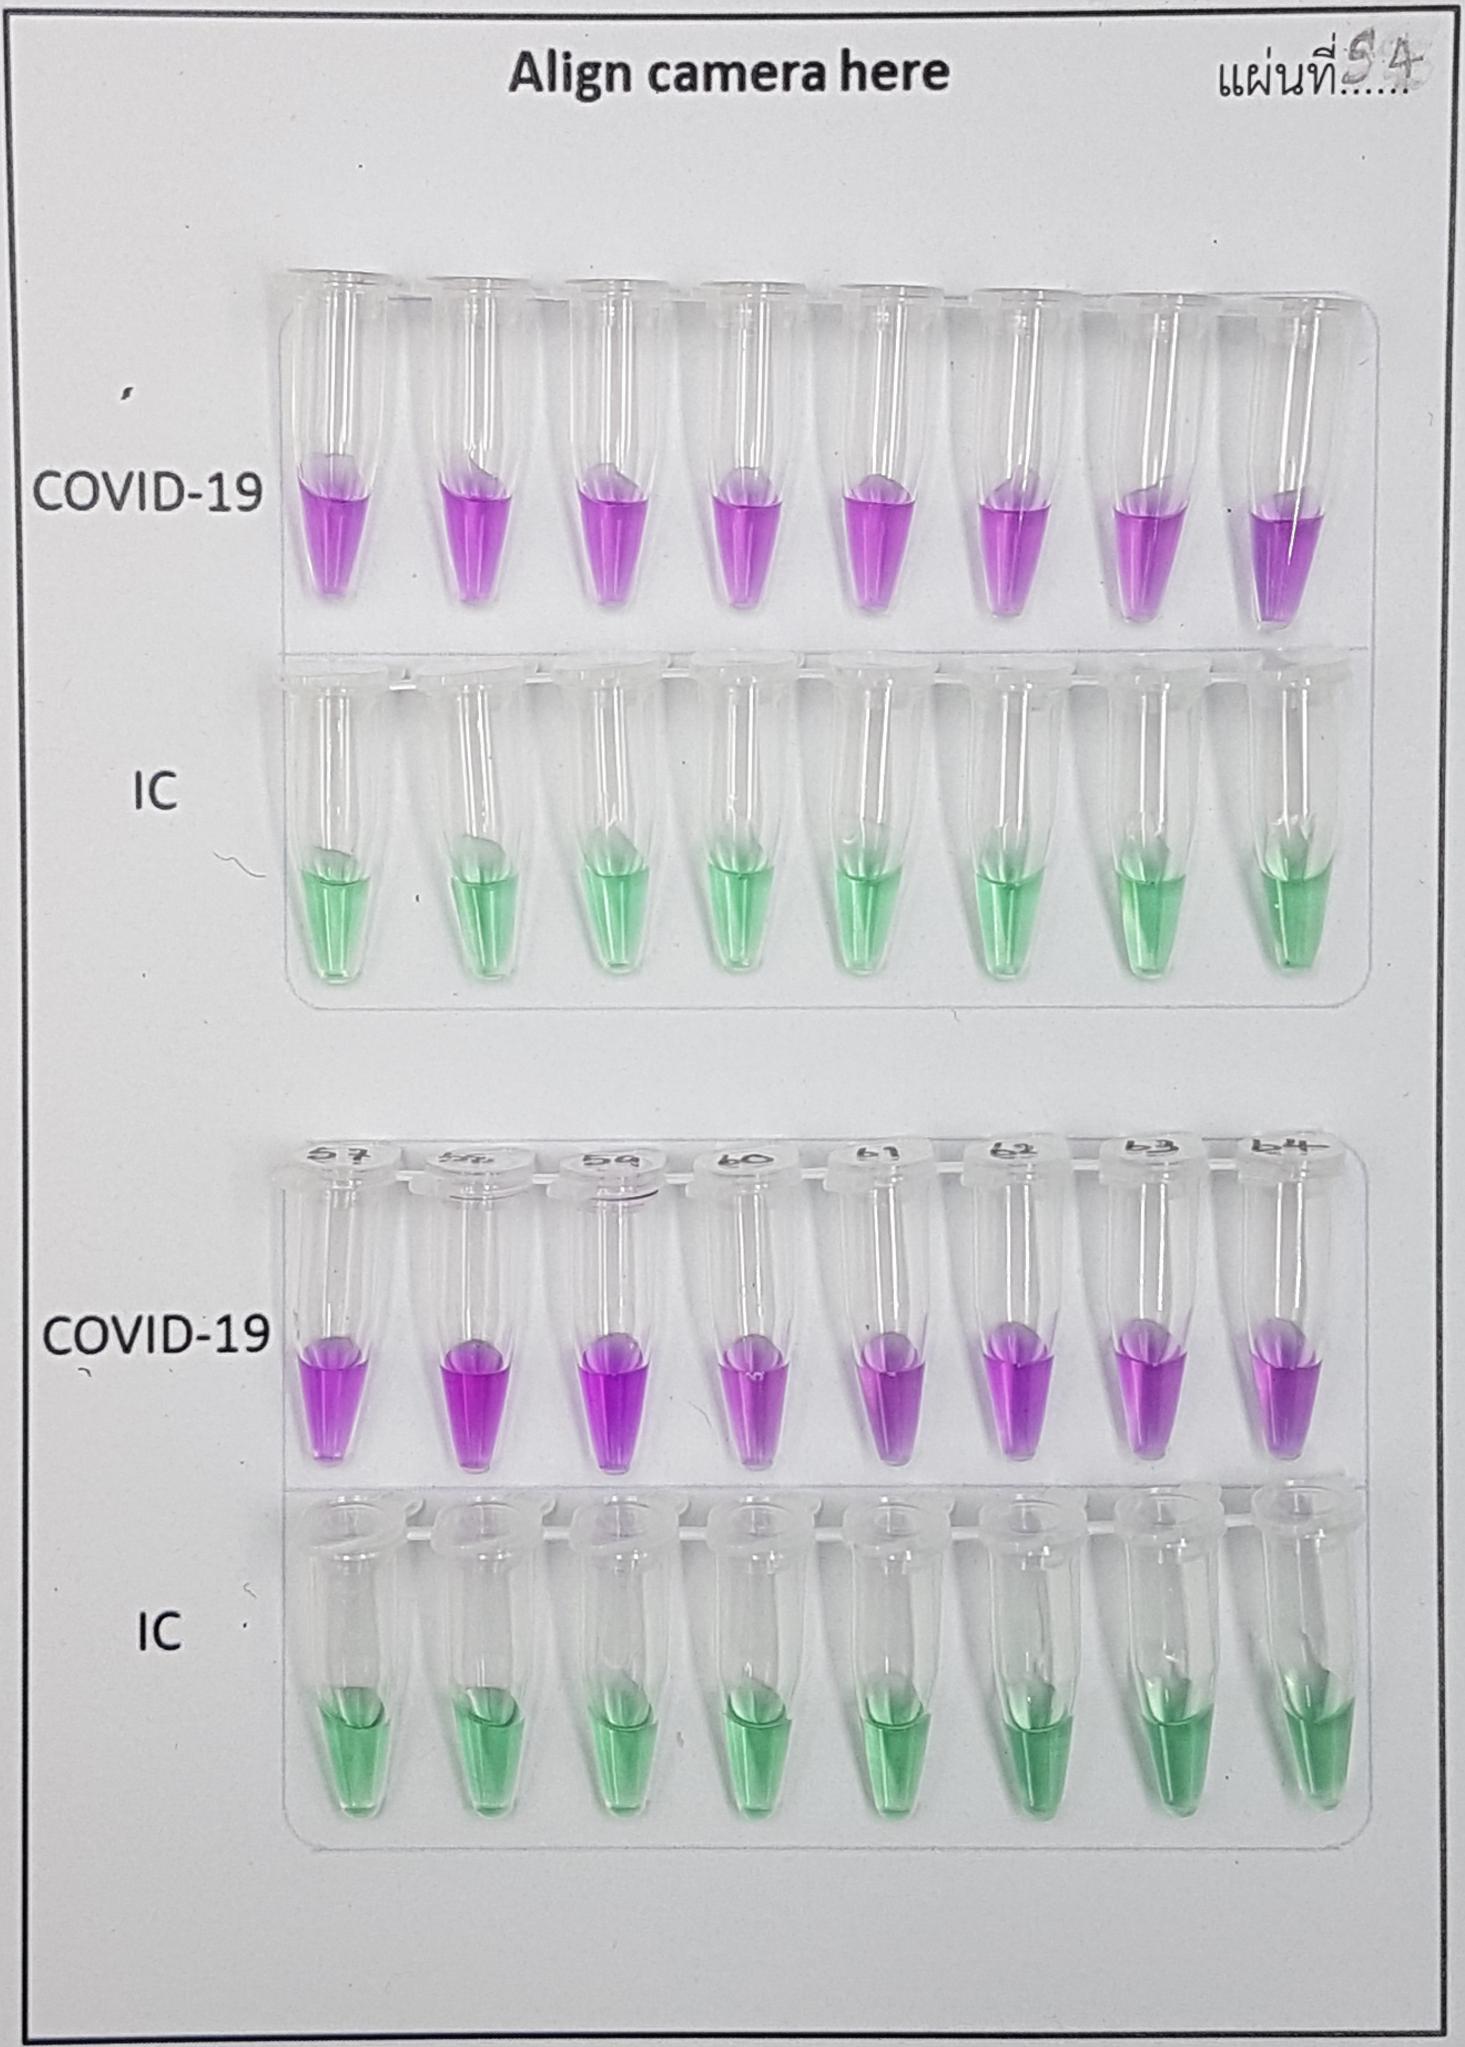 Align camera here
แผ่นที่......54
COVID-19
IC
57 58 59 60 61 62 63 64
COVID-19
IC